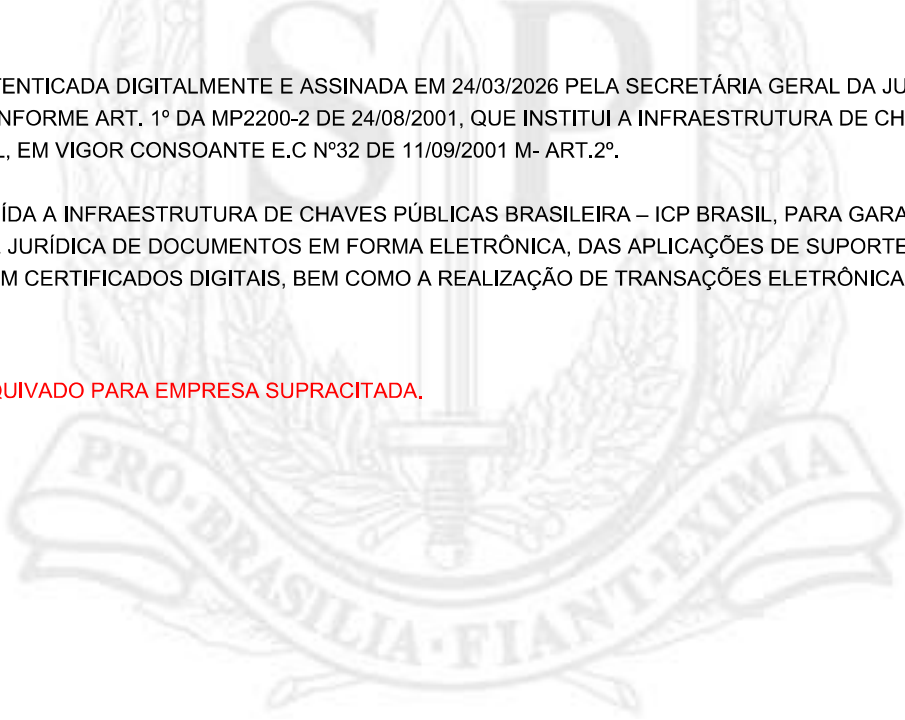 TENTICADA DIGITALMENTE E ASSINADA EM 24/03/2026 PELA SECRETÁRIA GERAL DA JU
NFORME ART. 1º DA MP2200-2 DE 24/08/2001, QUE INSTITUI A INFRAESTRUTURA DE CH
L, EM VIGOR CONSOANTE E.C Nº32 DE 11/09/2001 M- ART.2º.
ÍDA A INFRAESTRUTURA DE CHAVES PÚBLICAS BRASILEIRA – ICP BRASIL, PARA GARA
JURÍDICA DE DOCUMENTOS EM FORMA ELETRÔNICA, DAS APLICAÇÕES DE SUPORTE
M CERTIFICADOS DIGITAIS, BEM COMO A REALIZAÇÃO DE TRANSAÇÕES ELETRÔNICA
QUIVADO PARA EMPRESA SUPRACITADA.
S P
PRO·BRASILIA·FIANT·EXIMIA